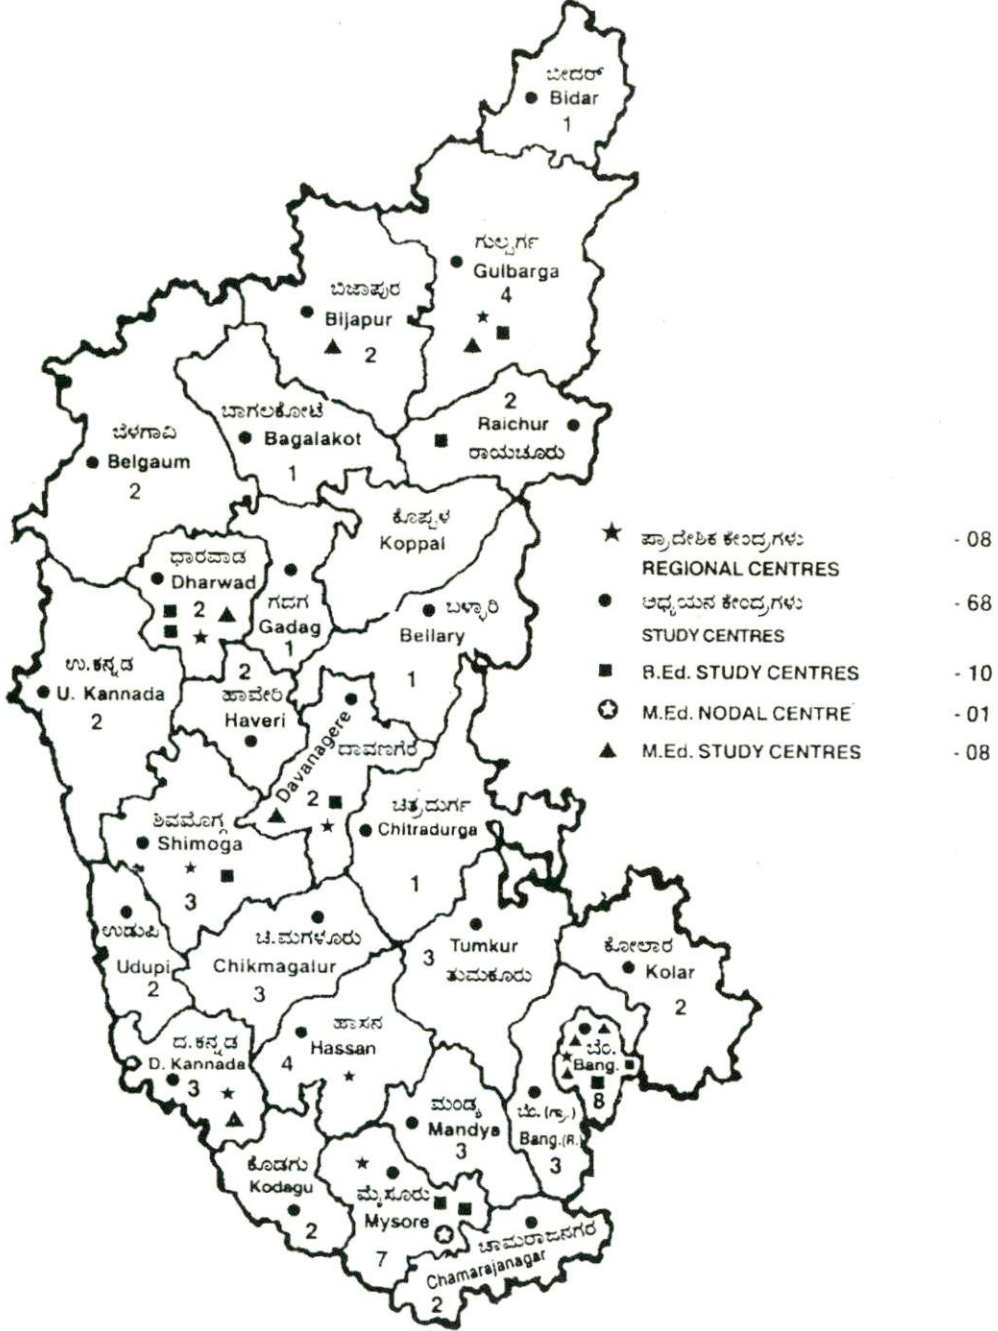 ಬೀದರ್
Bidar
1
ಗುಲ್ಬರ್ಗ
Gulbarga
4
ಬಿಜಾಪುರ
Bijapur
2
2
Raichur
ರಾಯಚೂರು
ಬಾಗಲಕೋಟೆ
Bagalakot
1
ಬೆಳಗಾವಿ
Belgaum
2
ಕೊಪ್ಪಳ
Koppal
ಧಾರವಾಡ
Dharwad
2
ಗದಗ
Gadag
1
ಬಳ್ಳಾರಿ
Bellary
1
ಉ.ಕನ್ನಡ
U. Kannada
2
2
ಹಾವೇರಿ
Haveri
Davanagere
ದಾವಣಗೆರೆ
2
ಚಿತ್ರದುರ್ಗ
Chitradurga
1
ಶಿವಮೊಗ್ಗ
Shimoga
3
ಉಡುಪಿ
Udupi
2
ಚಿ.ಮಗಳೂರು
Chikmagalur
3
3
Tumkur
ತುಮಕೂರು
ಕೋಲಾರ
Kolar
2
ದ.ಕನ್ನಡ
D. Kannada
3
ಹಾಸನ
Hassan
4
ಬೆಂ.
Bang.
8
ಬೆಂ.(ಗ್ರಾ.)
Bang.(R.)
3
ಮಂಡ್ಯ
Mandya
3
ಕೊಡಗು
Kodagu
2
ಮೈಸೂರು
Mysore
7
ಚಾಮರಾಜನಗರ
Chamarajanagar
2
ಪ್ರಾದೇಶಿಕ ಕೇಂದ್ರಗಳು - 08
REGIONAL CENTRES
ಅಧ್ಯಯನ ಕೇಂದ್ರಗಳು - 68
STUDY CENTRES
B.Ed. STUDY CENTRES - 10
M.Ed. NODAL CENTRE - 01
M.Ed. STUDY CENTRES - 08